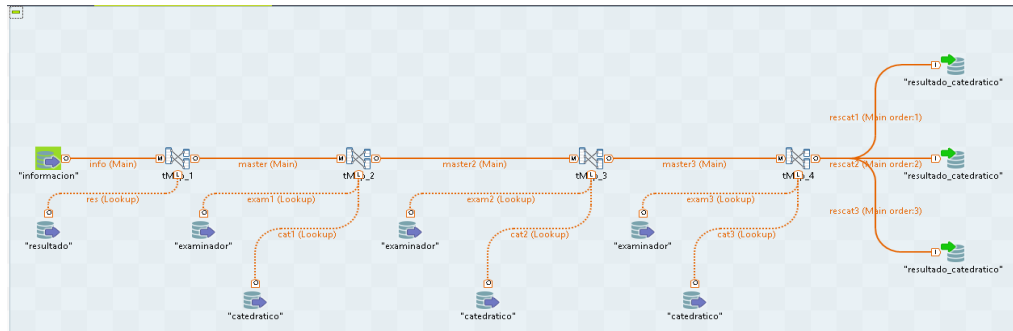 "resultado_catedratico"
rescat1 (Main order:1)
info (Main)
master (Main)
master2 (Main)
master3 (Main)
rescat2 (Main order:2)
"informacion"
tMap_1
tMap_2
tMap_3
tMap_4
"resultado_catedratico"
res (Lookup)
exam1 (Lookup)
exam2 (Lookup)
exam3 (Lookup)
rescat3 (Main order:3)
"resultado"
"examinador"
cat1 (Lookup)
"examinador"
cat2 (Lookup)
"examinador"
cat3 (Lookup)
"resultado_catedratico"
"catedratico"
"catedratico"
"catedratico"